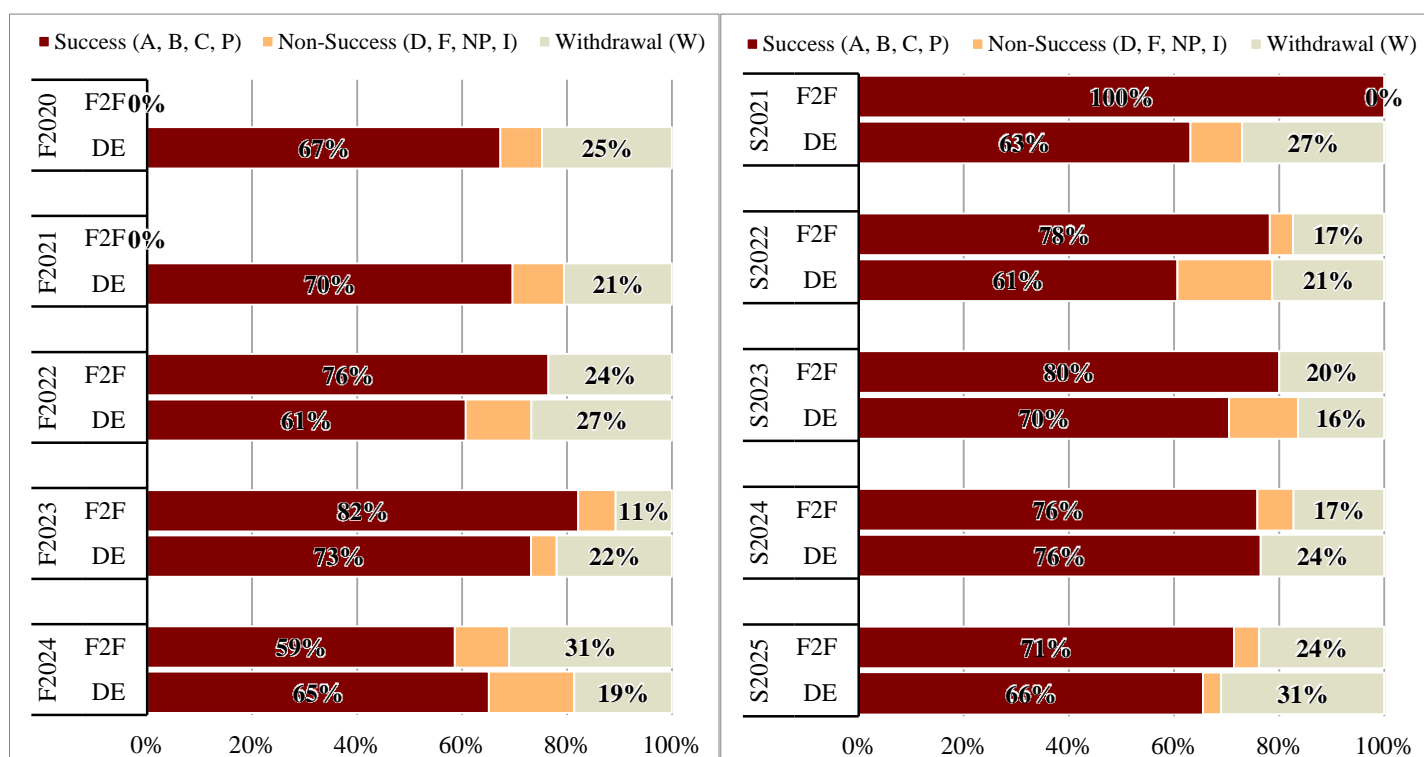 Success (A, B, C, P) Non-Success (D, F, NP, I) Withdrawal (W)
F2020
F2F 0%
DE 67% 25%
F2021
F2F 0%
DE 70% 21%
F2022
F2F 76% 24%
DE 61% 27%
F2023
F2F 82% 11%
DE 73% 22%
F2024
F2F 59% 31%
DE 65% 19%
0% 20% 40% 60% 80% 100%
Success (A, B, C, P) Non-Success (D, F, NP, I) Withdrawal (W)
S2021
F2F 100% 0%
DE 63% 27%
S2022
F2F 78% 17%
DE 61% 21%
S2023
F2F 80% 20%
DE 70% 16%
S2024
F2F 76% 17%
DE 76% 24%
S2025
F2F 71% 24%
DE 66% 31%
0% 20% 40% 60% 80% 100%